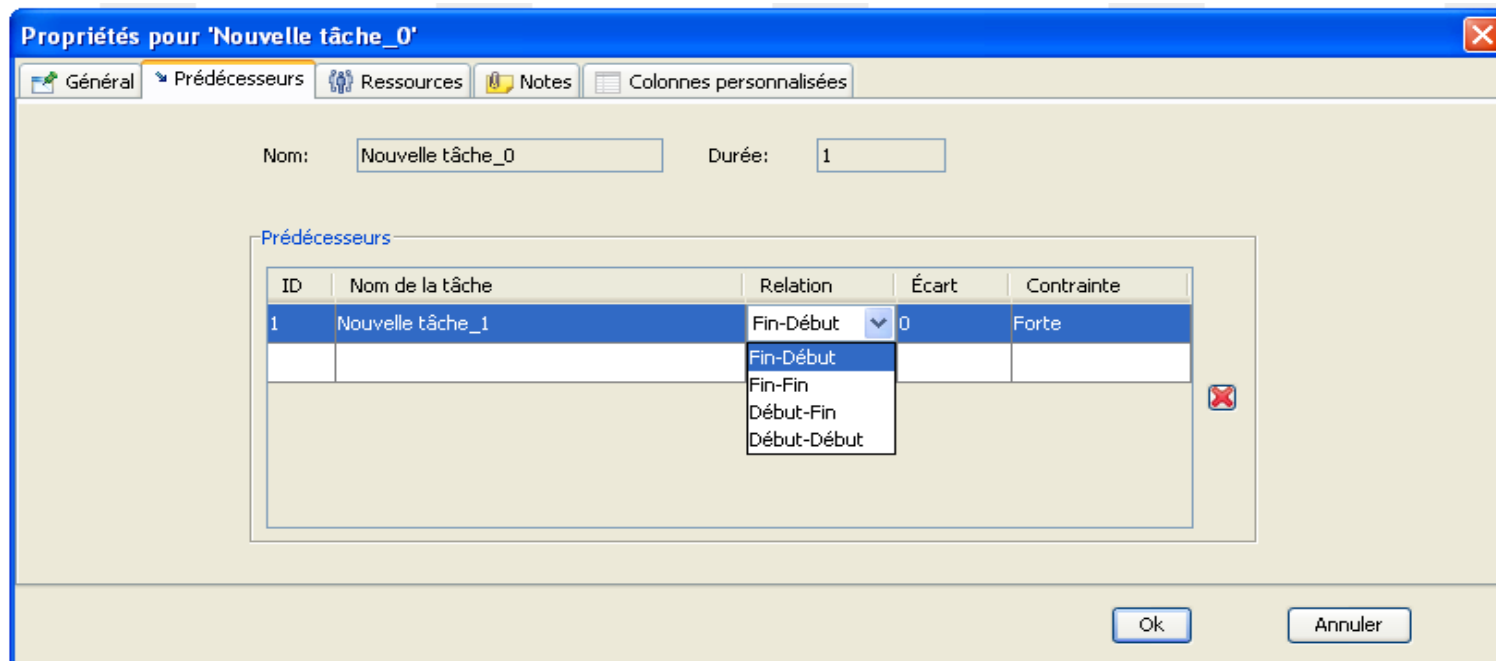 Propriétés pour 'Nouvelle tâche_0'
Général Prédécesseurs Ressources Notes Colonnes personnalisées
Nom: Nouvelle tâche_0 Durée: 1
Prédécesseurs
ID Nom de la tâche Relation Écart Contrainte
1 Nouvelle tâche_1 Fin-Début 0 Forte
Fin-Début
Fin-Fin
Début-Fin
Début-Début
Ok Annuler